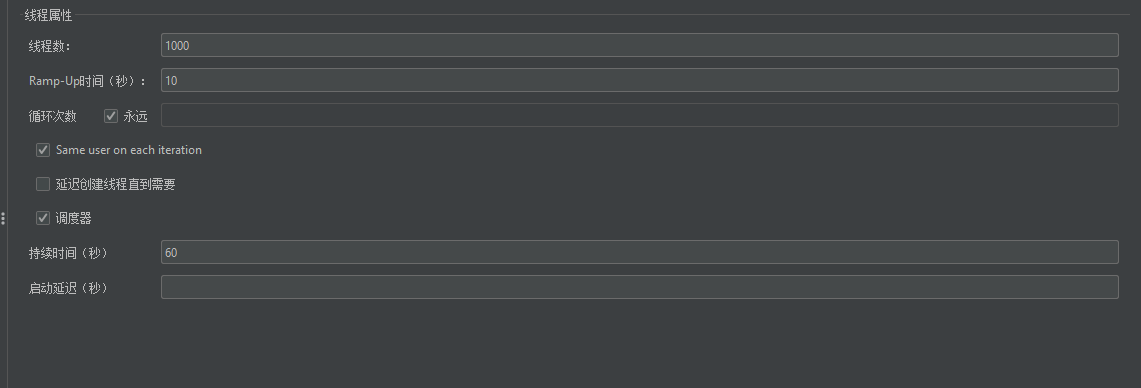 线程属性
线程数： 1000
Ramp-Up时间（秒）： 10
循环次数 永远
Same user on each iteration
延迟创建线程直到需要
调度器
持续时间（秒） 60
启动延迟（秒）